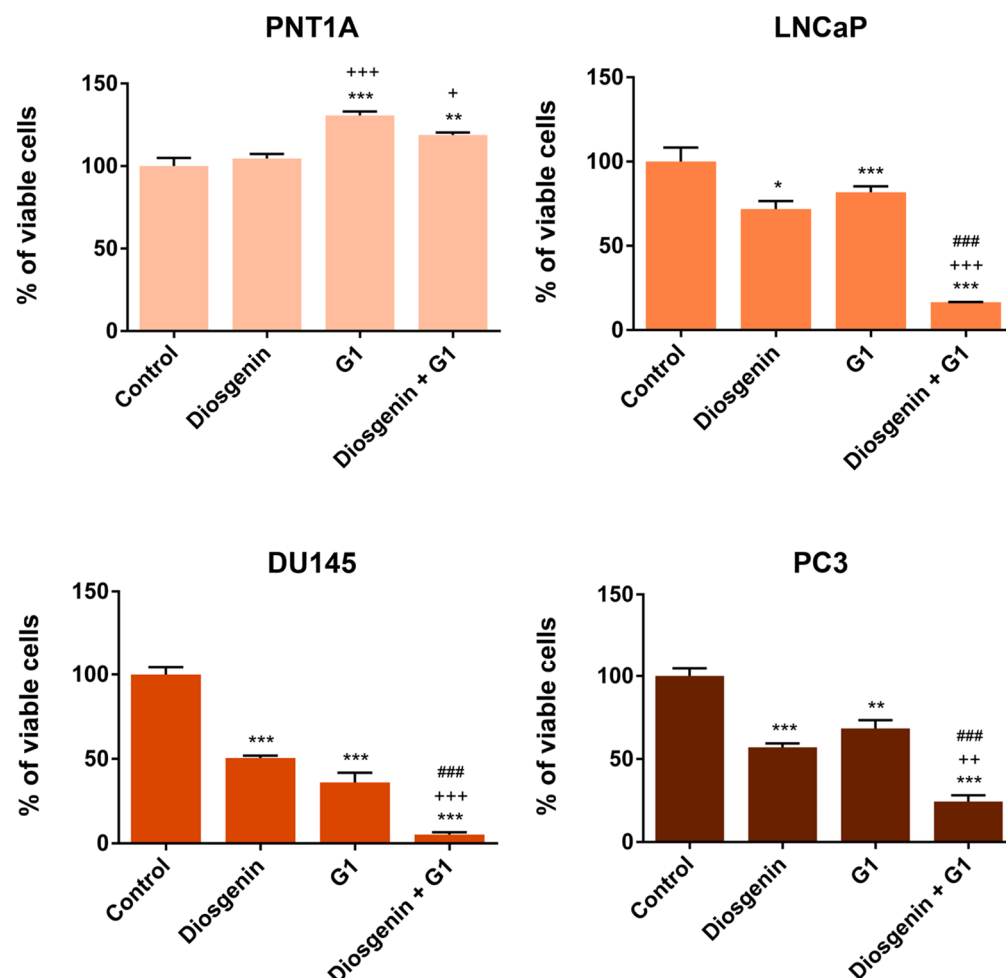 PNT1A
% of viable cells
150
100
50
0
+++
***
+
**
Control
Diosgenin
G1
Diosgenin + G1
LNCaP
% of viable cells
150
100
50
0
*
***
###
+++
***
Control
Diosgenin
G1
Diosgenin + G1
DU145
% of viable cells
150
100
50
0
***
***
###
+++
***
Control
Diosgenin
G1
Diosgenin + G1
PC3
% of viable cells
150
100
50
0
***
**
###
++
***
Control
Diosgenin
G1
Diosgenin + G1